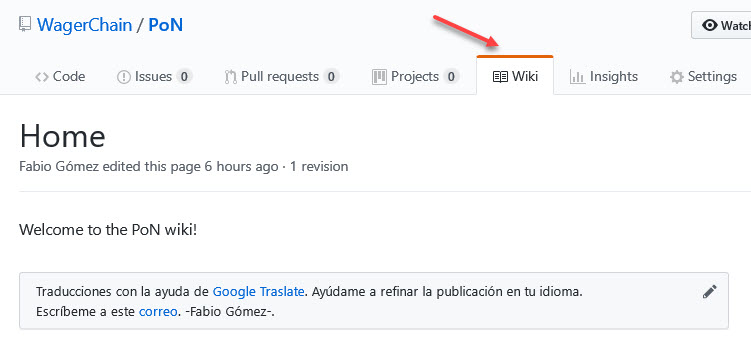 WagerChain / PoN
Watch
Code Issues 0 Pull requests 0 Projects 0 Wiki Insights Settings
Home
Fabio Gómez edited this page 6 hours ago · 1 revision
Welcome to the PoN wiki!
Traducciones con la ayuda de Google Traslate. Ayúdame a refinar la publicación en tu idioma.
Escríbeme a este correo. -Fabio Gómez-.